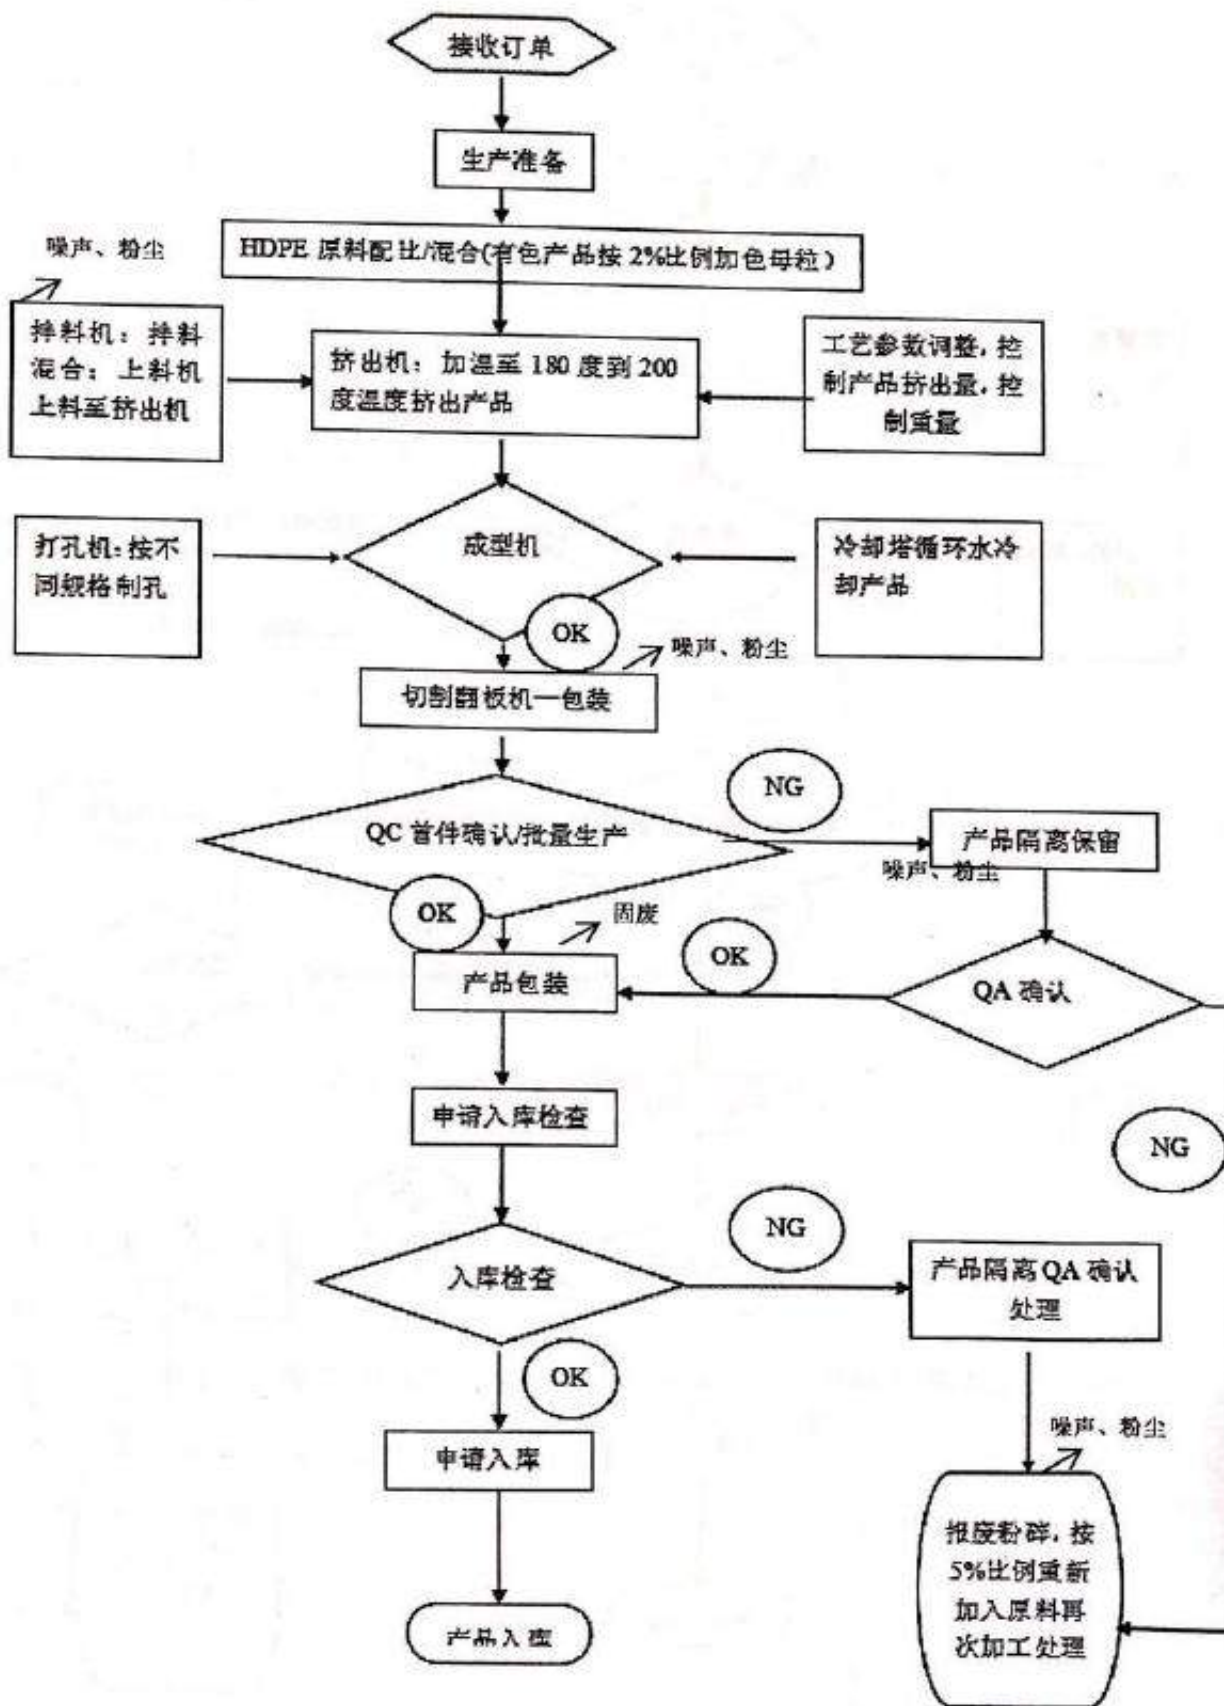 接收订单
生产准备
噪声、粉尘
HDPE 原料配比/混合(有色产品按 2%比例加色母粒）
拌料机：拌料
混合；上料机
上料至挤出机
挤出机：加温至 180 度到 200
度温度挤出产品
工艺参数调整，控
制产品挤出量，控
制重量
打孔机：按不
同规格制孔
成型机
冷却塔循环水冷
却产品
OK
噪声、粉尘
切割翻板机—包装
NG
QC 首件确认/批量生产
产品隔离保留
噪声、粉尘
OK
固废
OK
产品包装
QA 确认
申请入库检查
NG
NG
入库检查
产品隔离 QA 确认
处理
OK
噪声、粉尘
申请入库
报废粉碎，按
5%比例重新
加入原料再
次加工处理
产品入库